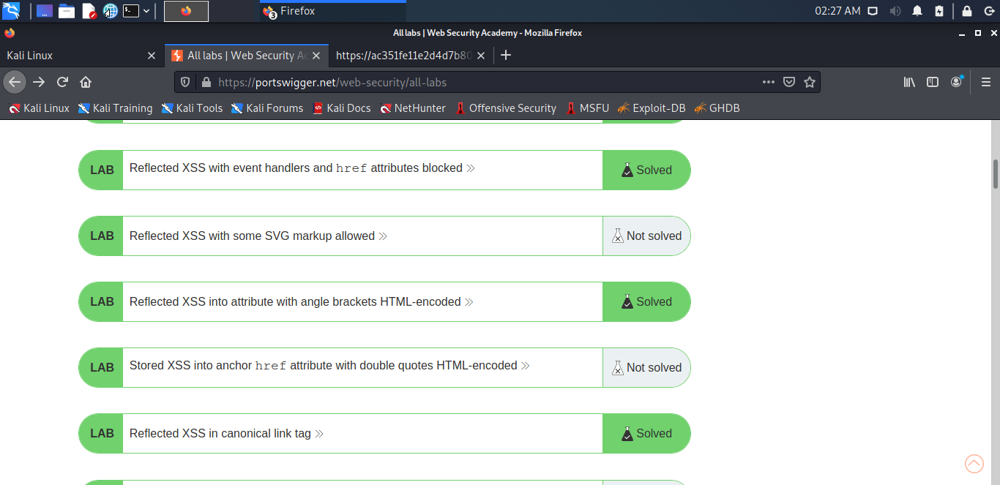 Firefox
3
02:27 AM
All labs | Web Security Academy - Mozilla Firefox
Kali Linux
All labs | Web Security Ac
https://ac351fe11e2d4d7b80
https://portswigger.net/web-security/all-labs
Kali Linux Kali Training Kali Tools Kali Forums Kali Docs NetHunter Offensive Security MSFU Exploit-DB GHDB
LAB Reflected XSS with event handlers and href attributes blocked Solved
LAB Reflected XSS with some SVG markup allowed Not solved
LAB Reflected XSS into attribute with angle brackets HTML-encoded Solved
LAB Stored XSS into anchor href attribute with double quotes HTML-encoded Not solved
LAB Reflected XSS in canonical link tag Solved